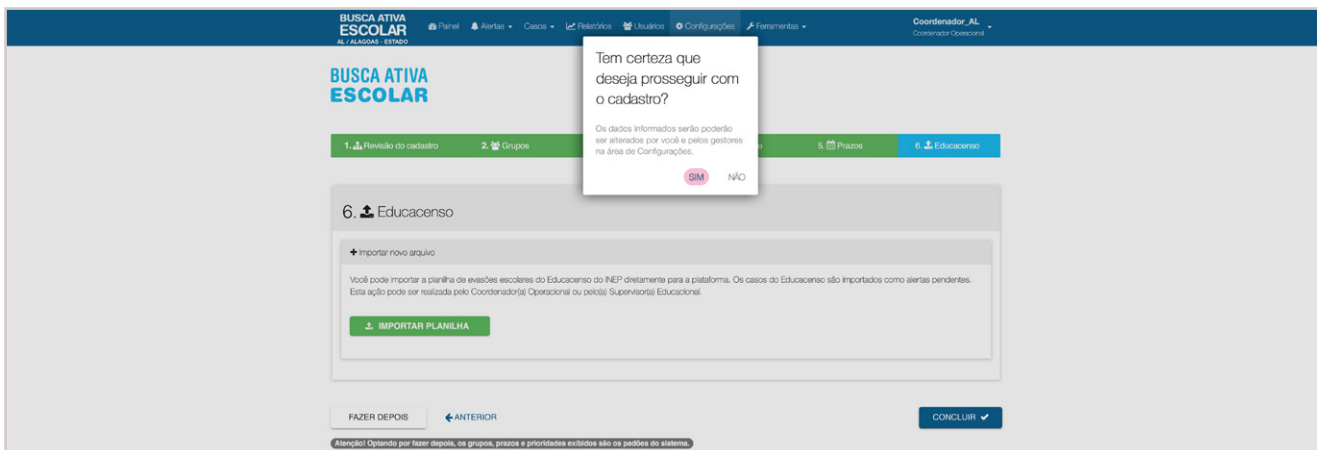 BUSCA ATIVA
ESCOLAR
AL / ALAGOAS - ESTADO
Painel Alertas Casos Relatórios Usuários Configurações Ferramentas
Coordenador_AL
Coordenador Operacional
Tem certeza que
deseja prosseguir com
o cadastro?
Os dados informados serão poderão
ser alterados por você e pelos gestores
na área de Configurações.
SIM NÃO
BUSCA ATIVA
ESCOLAR
1. Revisão do cadastro 2. Grupos o 5. Prazos 6. Educacenso
6. Educacenso
+ Importar novo arquivo
Você pode importar a planilha de evasões escolares do Educacenso do INEP diretamente para a plataforma. Os casos do Educacenso são importados como alertas pendentes.
Esta ação pode ser realizada pelo Coordenador(a) Operacional ou pelo(a) Supervisor(a) Educacional.
IMPORTAR PLANILHA
FAZER DEPOIS ANTERIOR CONCLUIR
Atenção! Optando por fazer depois, os grupos, prazos e prioridades exibidos são os padões do sistema.